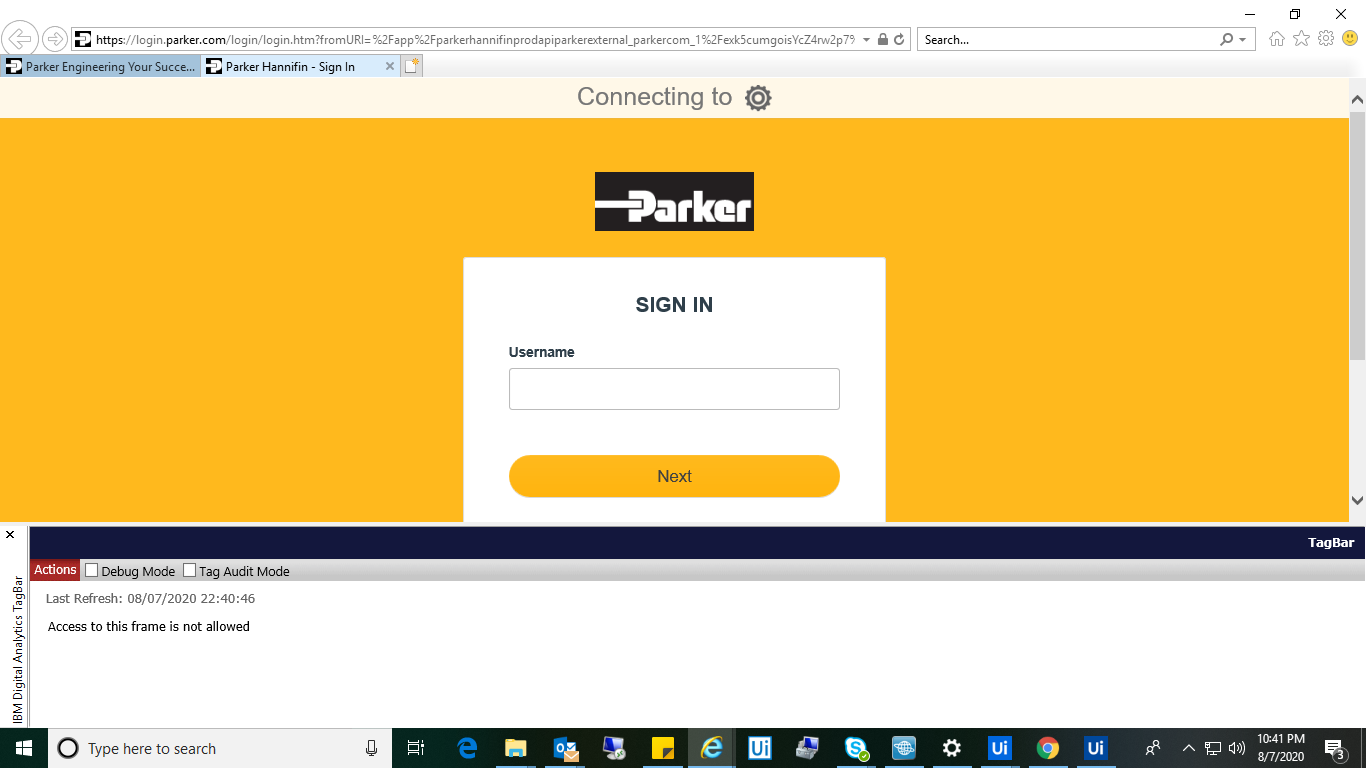 https://login.parker.com/login/login.htm?fromURI=%2Fapp%2Fparkerhannifinprodapiparkerexternal_parkercom_1%2Fexk5cumgoisYcZ4rw2p7%
Search...
Parker Engineering Your Succe...
Parker Hannifin - Sign In
Connecting to
Parker
SIGN IN
Username
Next
TagBar
Actions
Debug Mode
Tag Audit Mode
Last Refresh: 08/07/2020 22:40:46
Access to this frame is not allowed
IBM Digital Analytics TagBar
Type here to search
Ui
Ui
Ui
10:41 PM
8/7/2020
3